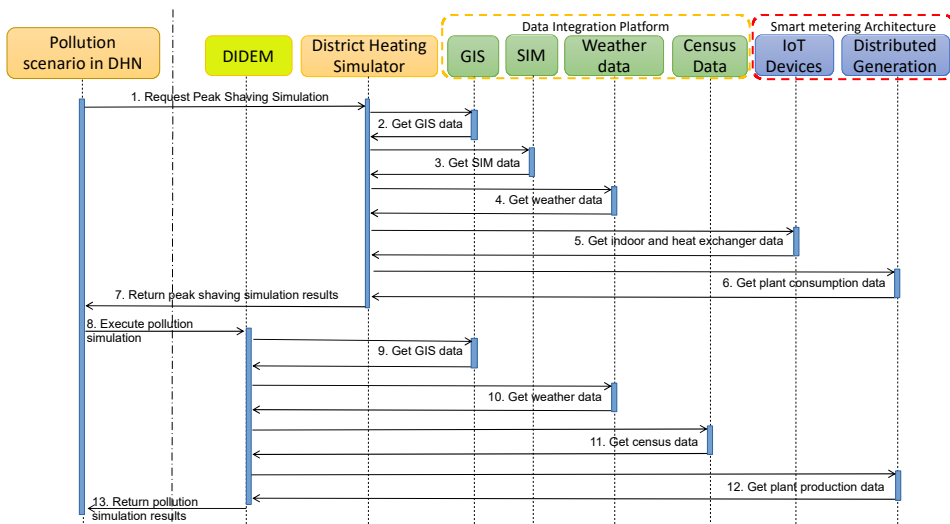 Data Integration Platform
Smart metering Architecture
Pollution
scenario in DHN
DIDEM
District Heating
Simulator
GIS
SIM
Weather
data
Census
Data
IoT
Devices
Distributed
Generation
1. Request Peak Shaving Simulation
2. Get GIS data
3. Get SIM data
4. Get weather data
5. Get indoor and heat exchanger data
6. Get plant consumption data
7. Return peak shaving simulation results
8. Execute pollution
simulation
9. Get GIS data
10. Get weather data
11. Get census data
12. Get plant production data
13. Return pollution
simulation results